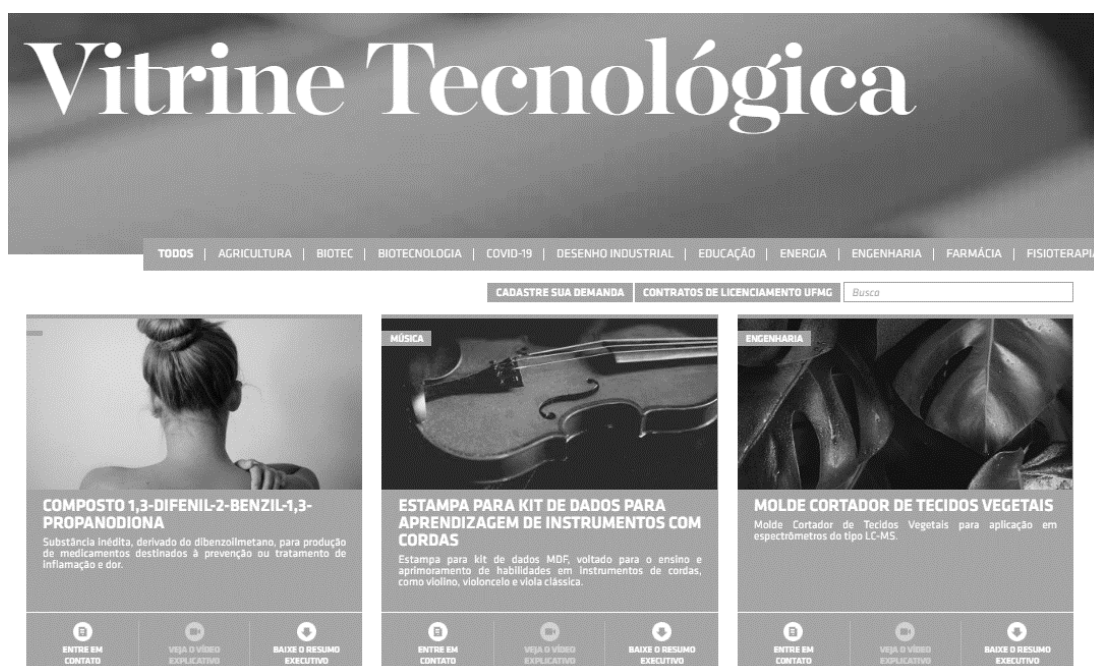 Vitrine Tecnológica
TODOS | AGRICULTURA | BIOTEC | BIOTECNOLOGIA | COVID-19 | DESENHO INDUSTRIAL | EDUCAÇÃO | ENERGIA | ENGENHARIA | FARMÁCIA | FISIOTERAPIA
CADASTRE SUA DEMANDA CONTRATOS DE LICENCIAMENTO UFMG Busca
COMPOSTO 1,3-DIFENIL-2-BENZIL-1,3-
PROPANODIONA
Substância inédita, derivado do dibenzoilmetano, para produção
de medicamentos destinados à prevenção ou tratamento de
inflamação e dor.
ENTRE EM
CONTATO
VEJA O VÍDEO
EXPLICATIVO
BAIXE O RESUMO
EXECUTIVO
MÚSICA
ESTAMPA PARA KIT DE DADOS PARA
APRENDIZAGEM DE INSTRUMENTOS COM
CORDAS
Estampa para kit de dados MDF, voltado para o ensino e
aprimoramento de habilidades em instrumentos de cordas,
como violino, violoncelo e viola clássica.
ENTRE EM
CONTATO
VEJA O VÍDEO
EXPLICATIVO
BAIXE O RESUMO
EXECUTIVO
ENGENHARIA
MOLDE CORTADOR DE TECIDOS VEGETAIS
Molde Cortador de Tecidos Vegetais para aplicação em
espectrômetros do tipo LC-MS.
ENTRE EM
CONTATO
VEJA O VÍDEO
EXPLICATIVO
BAIXE O RESUMO
EXECUTIVO